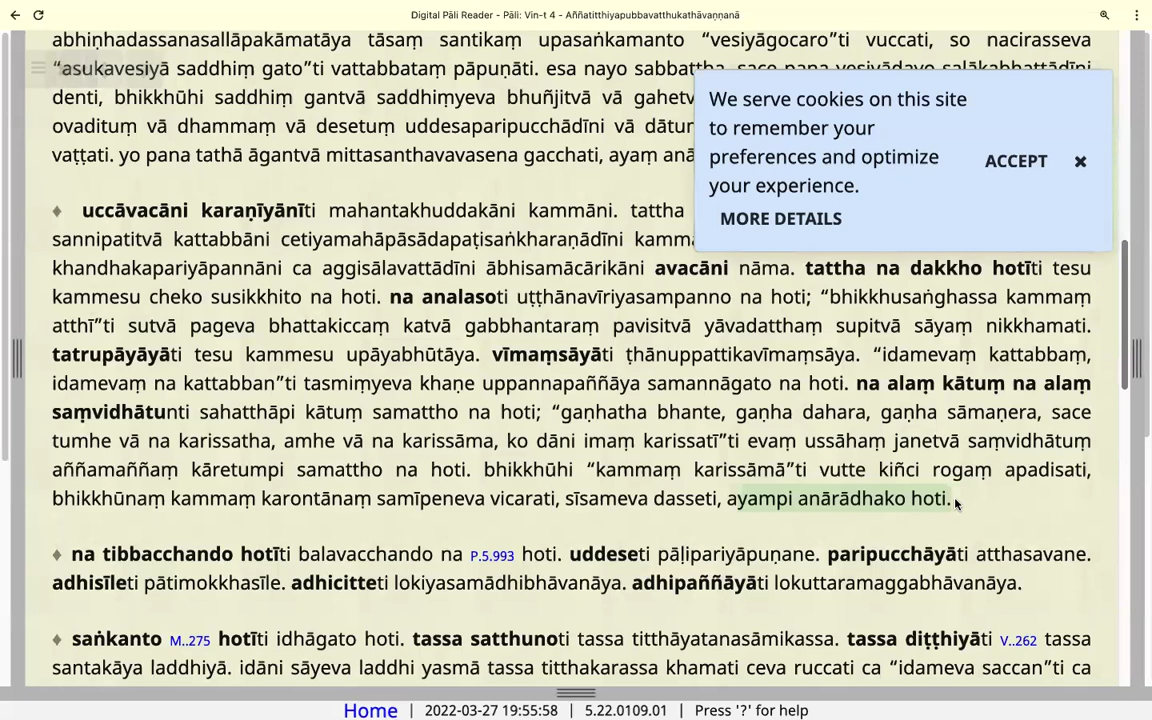 Digital Pāli Reader - Pāli: Vin-t 4 - Aññatitthiyapubbavatthukathāvaṇṇanā
abhiṇhadassanasallāpakāmatāya tāsaṃ santikaṃ upasaṅkamanto “vesiyāgocaro”ti vuccati, so nacirasseva
“asukavesiyā saddhiṃ gato”ti vattabbataṃ pāpuṇāti. esa nayo sabbattha. sace pana vesiyādayo salākabhattādīni
denti, bhikkhūhi saddhiṃ gantvā saddhiṃyeva bhuñjitvā vā gahetv
ovadituṃ vā dhammaṃ vā desetuṃ uddesaparipucchādīni vā dātuṃ
vaṭṭati. yo pana tathā āgantvā mittasanthavavasena gacchati, ayaṃ anā
We serve cookies on this site
to remember your
preferences and optimize
your experience.
MORE DETAILS
ACCEPT ✖
♦ uccāvacāni karaṇīyānīti mahantakhuddakāni kammāni. tattha
sannipatitvā kattabbāni cetiyamahāpāsādapaṭisaṅkharaṇādīni kamma
khandhakapariyāpannāni ca aggisālavattādīni ābhisamācārikāni avacāni nāma. tattha na dakkho hotīti tesu
kammesu cheko susikkhito na hoti. na analasoti uṭṭhānavīriyasampanno na hoti; “bhikkhusaṅghassa kammaṃ
atthī”ti sutvā pageva bhattakiccaṃ katvā gabbhantaraṃ pavisitvā yāvadatthaṃ supitvā sāyaṃ nikkhamati.
tatrupāyāyāti tesu kammesu upāyabhūtāya. vīmaṃsāyāti ṭhānuppattikavīmaṃsāya. “idamevaṃ kattabbaṃ,
idamevaṃ na kattabban”ti tasmiṃyeva khaṇe uppannapaññāya samannāgato na hoti. na alaṃ kātuṃ na alaṃ
saṃvidhātunti sahatthāpi kātuṃ samattho na hoti; “gaṇhatha bhante, gaṇha dahara, gaṇha sāmaṇera, sace
tumhe vā na karissatha, amhe vā na karissāma, ko dāni imaṃ karissatī”ti evaṃ ussāhaṃ janetvā saṃvidhātuṃ
aññamaññaṃ kāretumpi samattho na hoti. bhikkhūhi “kammaṃ karissāmā”ti vutte kiñci rogaṃ apadisati,
bhikkhūnaṃ kammaṃ karontānaṃ samīpeneva vicarati, sīsameva dasseti, ayampi anārādhako hoti.
♦ na tibbacchando hotīti balavacchando na P.5.993 hoti. uddeseti pāḷipariyāpuṇane. paripucchāyāti atthasavane.
adhisīleti pātimokkhasīle. adhicitteti lokiyasamādhibhāvanāya. adhipaññāyāti lokuttaramaggabhāvanāya.
♦ saṅkanto M..275 hotīti idhāgato hoti. tassa satthunoti tassa titthāyatanasāmikassa. tassa diṭṭhiyāti V..262 tassa
santakāya laddhiyā. idāni sāyeva laddhi yasmā tassa titthakarassa khamati ceva ruccati ca “idameva saccan”ti ca
Home | 2022-03-27 19:55:58 | 5.22.0109.01 | Press '?' for help